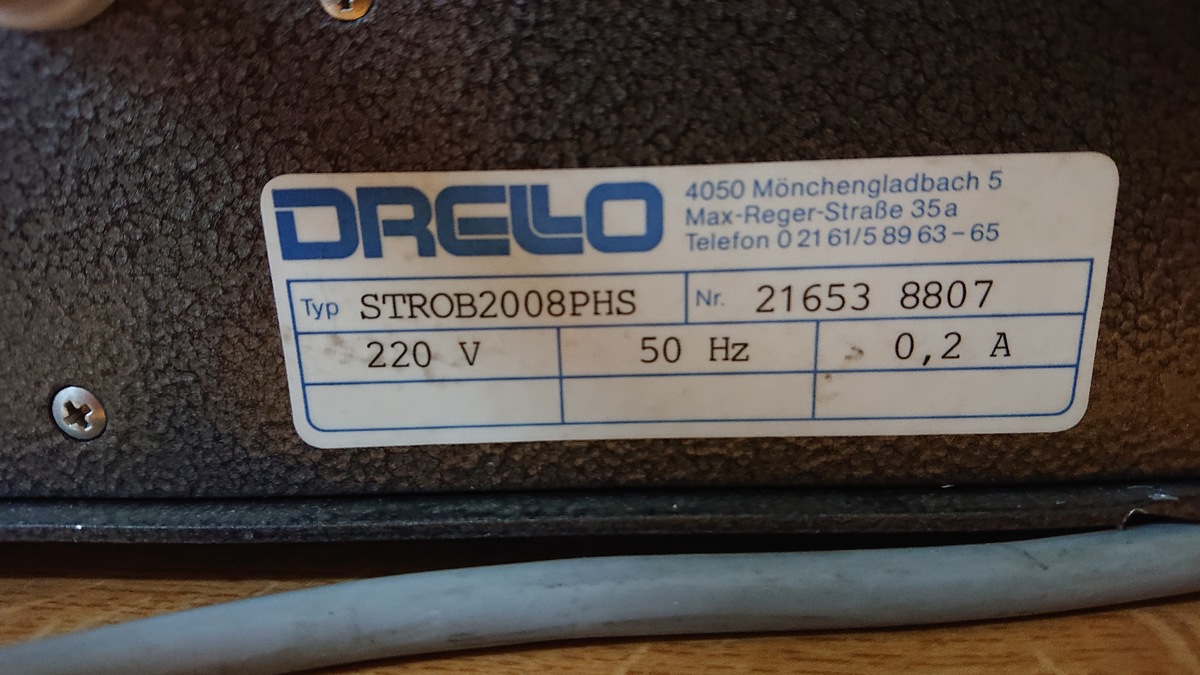 DRELLO
4050 Mönchengladbach 5
Max-Reger-Straße 35a
Telefon 0 21 61/5 89 63 – 65
Typ STROB2008PHS Nr. 21653 8807
220 V 50 Hz 0,2 A